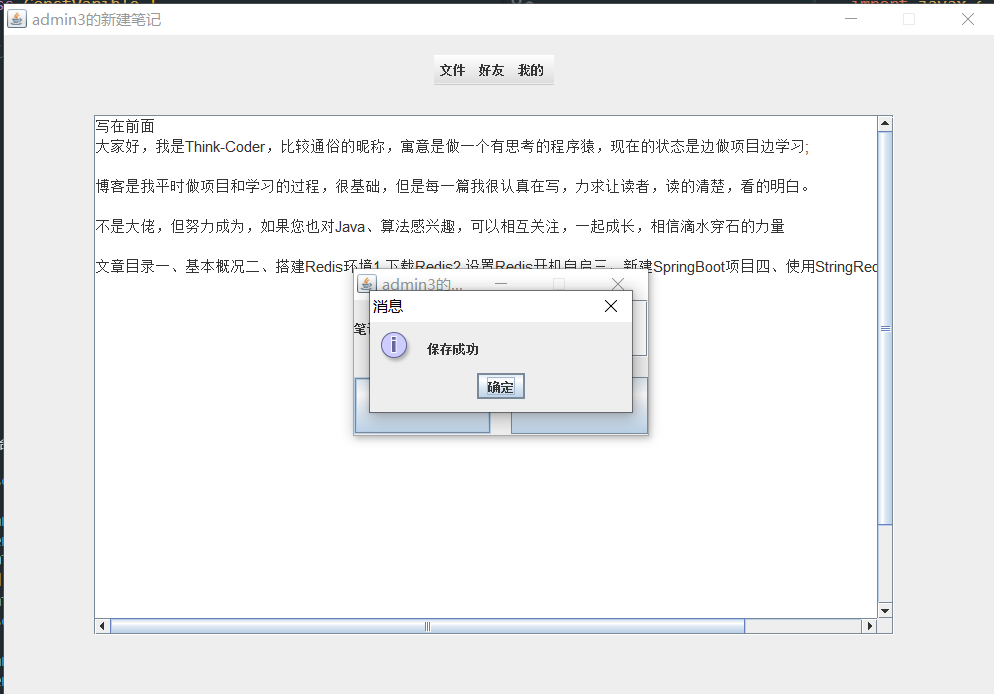 admin3的新建笔记
文件 好友 我的
写在前面
大家好，我是Think-Coder，比较通俗的昵称，寓意是做一个有思考的程序猿，现在的状态是边做项目边学习;
博客是我平时做项目和学习的过程，很基础，但是每一篇我很认真在写，力求让读者，读的清楚，看的明白。
不是大佬，但努力成为，如果您也对Java、算法感兴趣，可以相互关注，一起成长，相信滴水穿石的力量
文章目录一、基本概况二、搭建Redis环境1.下载Redis2.设置Redis开机自启三、新建SpringBoot项目四、使用StringRed
admin3的...
消息
保存成功
确定